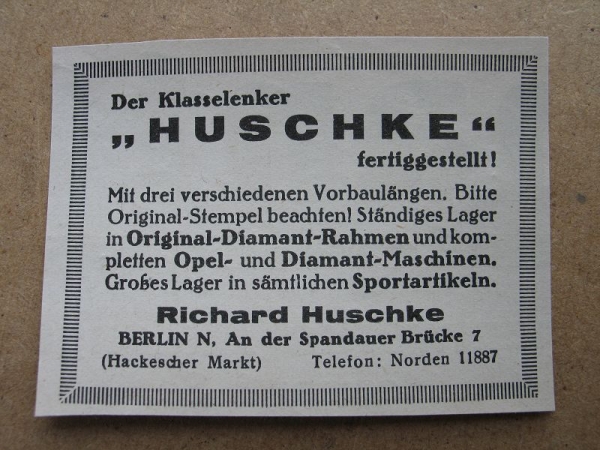 Der Klasselenker
„HUSCHKE“
fertiggestellt!
Mit drei verschiedenen Vorbaulängen. Bitte
Original-Stempel beachten! Ständiges Lager
in Original-Diamant-Rahmen und kom-
pletten Opel- und Diamant-Maschinen.
Großes Lager in sämtlichen Sportartikeln.
Richard Huschke
BERLIN N, An der Spandauer Brücke 7
(Hackescher Markt) Telefon: Norden 11887